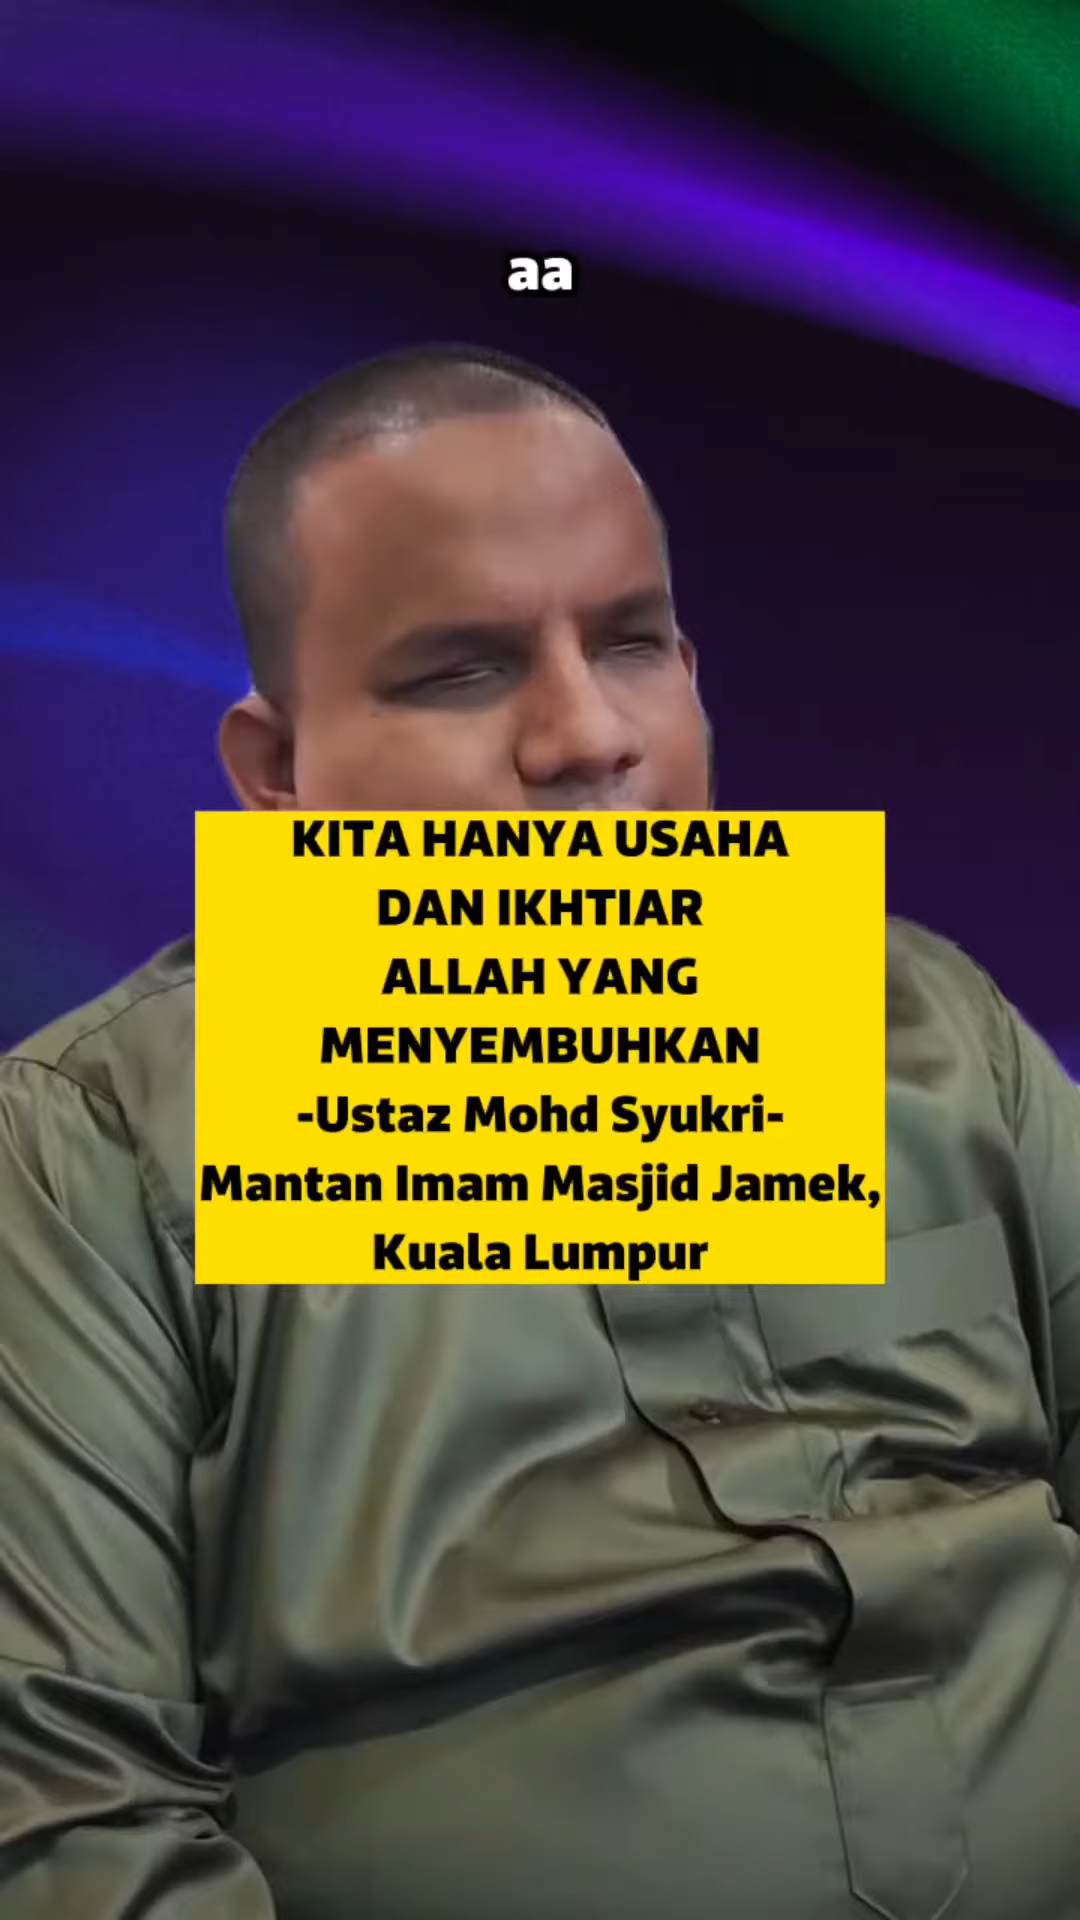 aa
KITA HANYA USAHA
DAN IKHTIAR
ALLAH YANG
MENYEMBUHKAN
-Ustaz Mohd Syukri-
Mantan Imam Masjid Jamek,
Kuala Lumpur